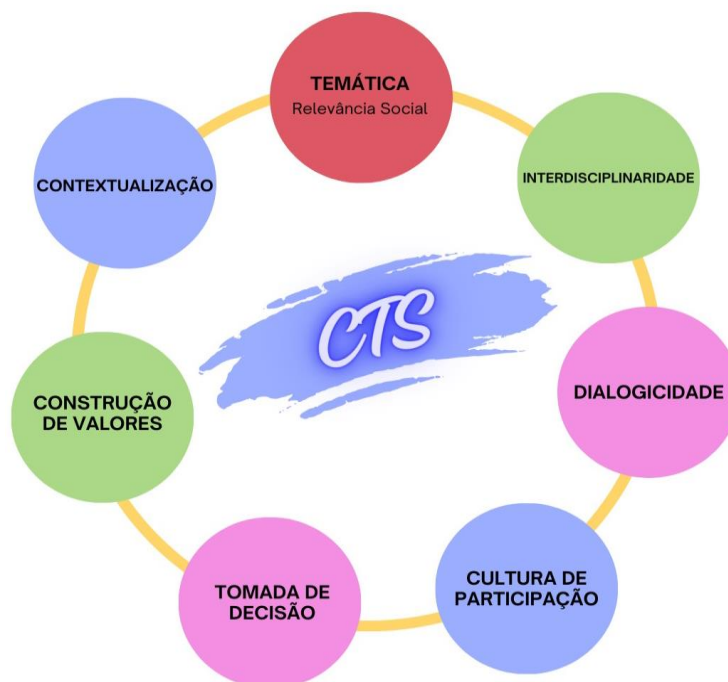 TEMÁTICA
Relevância Social
INTERDISCIPLINARIDADE
DIALOGICIDADE
CULTURA DE
PARTICIPAÇÃO
TOMADA DE
DECISÃO
CONSTRUÇÃO
DE VALORES
CONTEXTUALIZAÇÃO
CTS